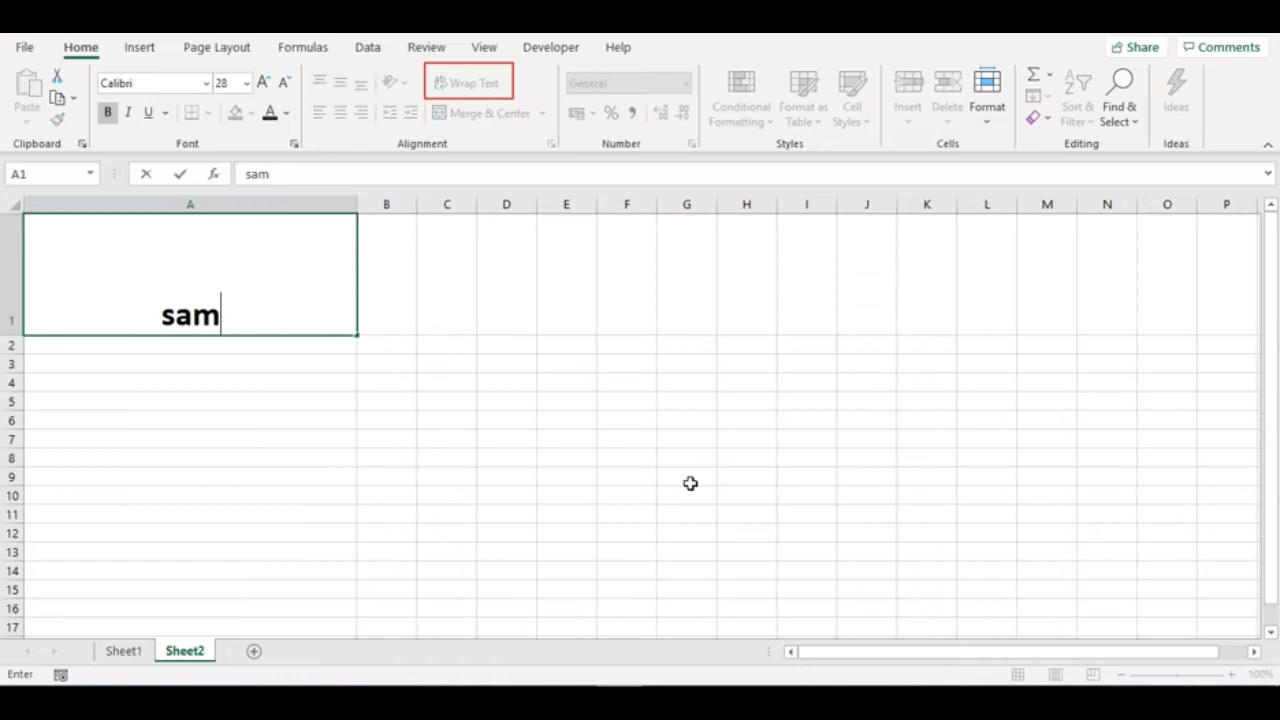 File Home Insert Page Layout Formulas Data Review View Developer Help Share Comments
Calibri 28 A A Wrap Text General
Paste B I U A Merge & Center % Conditional Formatting Format as Table Cell Styles Insert Delete Format Sort & Filter Find & Select Ideas
Clipboard Font Alignment Number Styles Cells Editing Ideas
A1 fx sam
A B C D E F G H I J K L M N O P
sam
1
2
3
4
5
6
7
8
9
10
11
12
13
14
15
16
17
Sheet1 Sheet2
Enter 100%